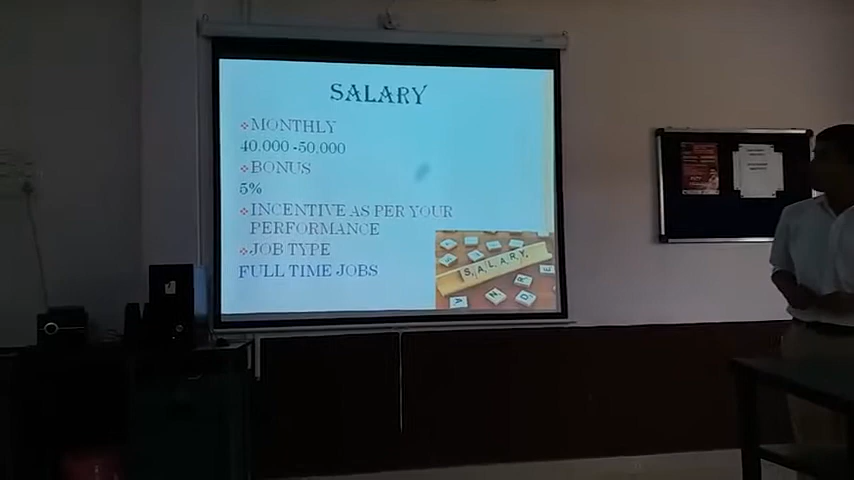 SALARY
MONTHLY
40,000 -50,000
BONUS
5%
INCENTIVE AS PER YOUR
PERFORMANCE
JOB TYPE
FULL TIME JOBS
SALARY